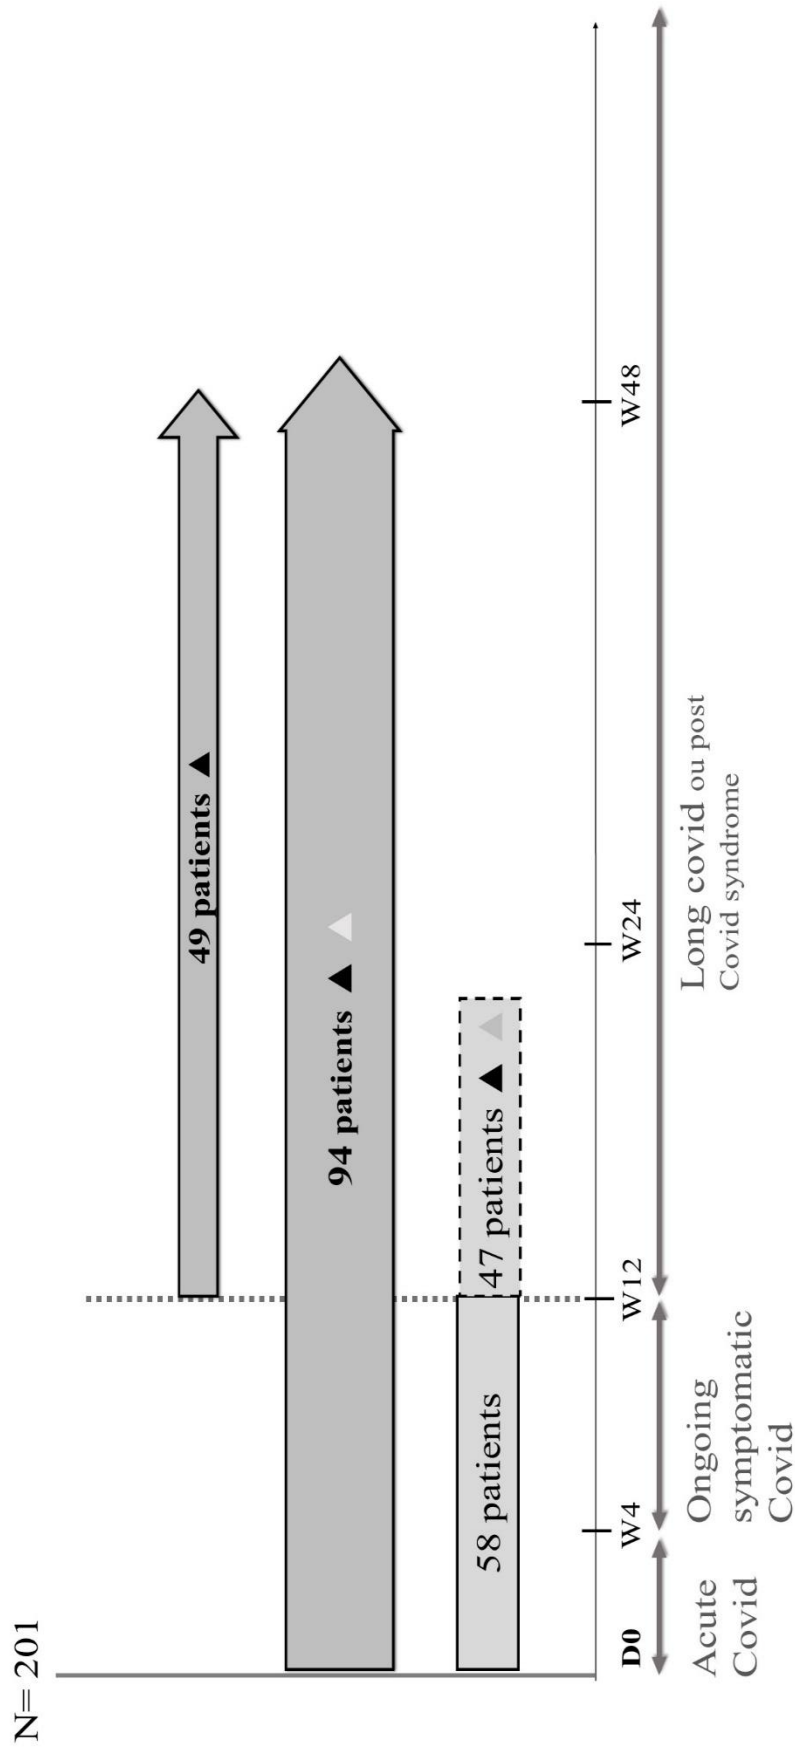 N= 201
49 patients
94 patients
58 patients
47 patients
D0
W4
W12
W24
W48
Acute
Covid
Ongoing
symptomatic
Covid
Long covid ou post
Covid syndrome